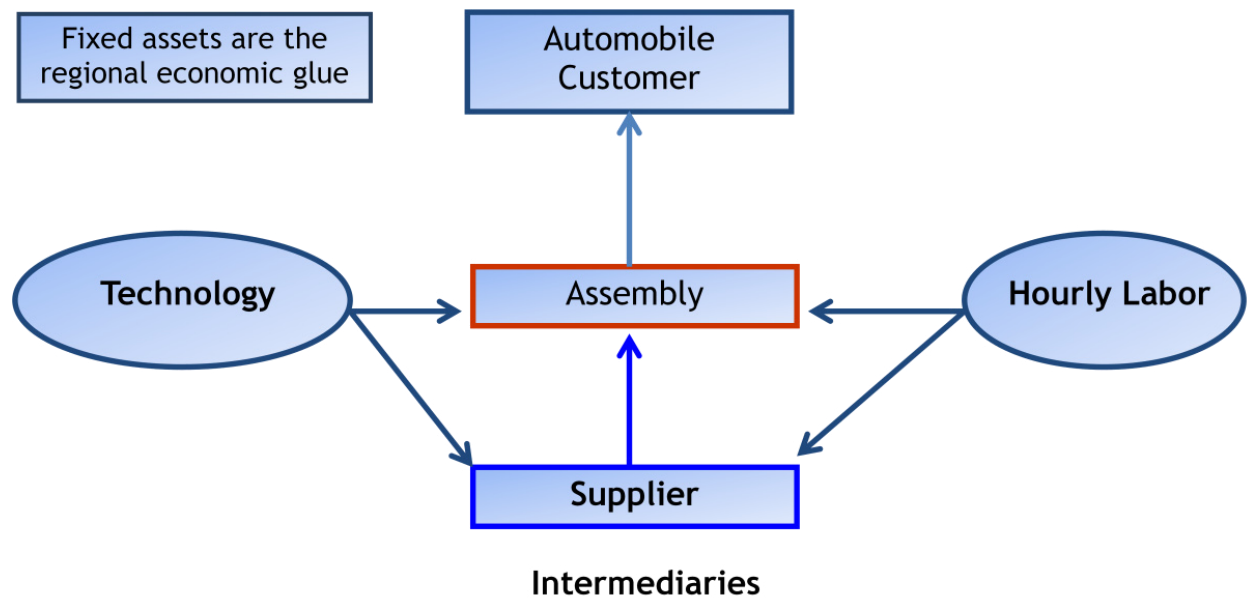 Fixed assets are the
regional economic glue
Automobile
Customer
Technology
Assembly
Hourly Labor
Supplier
Intermediaries